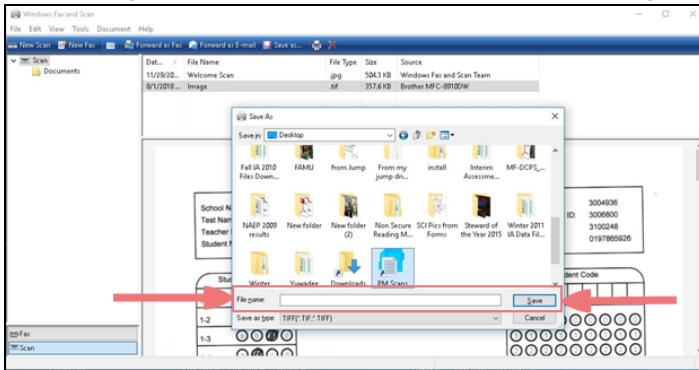 Windows Fax and Scan
File Edit View Tools Document Help
New Scan New Fax Forward as Fax Forward as E-mail Save as...
Scan
Documents
Dat... File Name File Type Size Source
11/29/20... Welcome Scan .jpg 504.3 KB Windows Fax and Scan Team
8/1/2018 ... Image .tif 357.6 KB Brother MFC-8910DW
Save As
Save in: Desktop
Fall IA 2010 Files Down...
FAMU
from Jump
From my jump dri...
install
Interim Assessme...
MF-DCPS_...
NAEP 2009 results
New folder
New folder (2)
Non Secure Reading M...
SCI Pics from Forms
Steward of the Year 2015
Winter 2011 IA Data Fil...
Winter
Yuwadee
Downloads
PM Scans
File name: Save
Save as type: TIFF(*.TIF;*.TIFF) Cancel
School N
Test Nam
Teacher
Student N
3004936
ID: 3006800
3100248
0197865926
Stu
dent Code
1-2
1-3
Fax
Scan